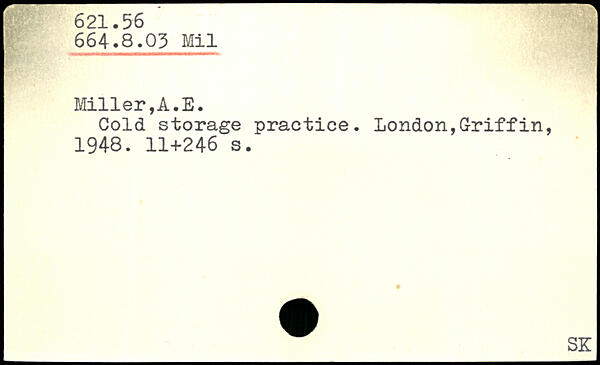 621.56
664.8.03 Mil
Miller,A.E.
Cold storage practice. London,Griffin,
1948. 11+246 s.
SK